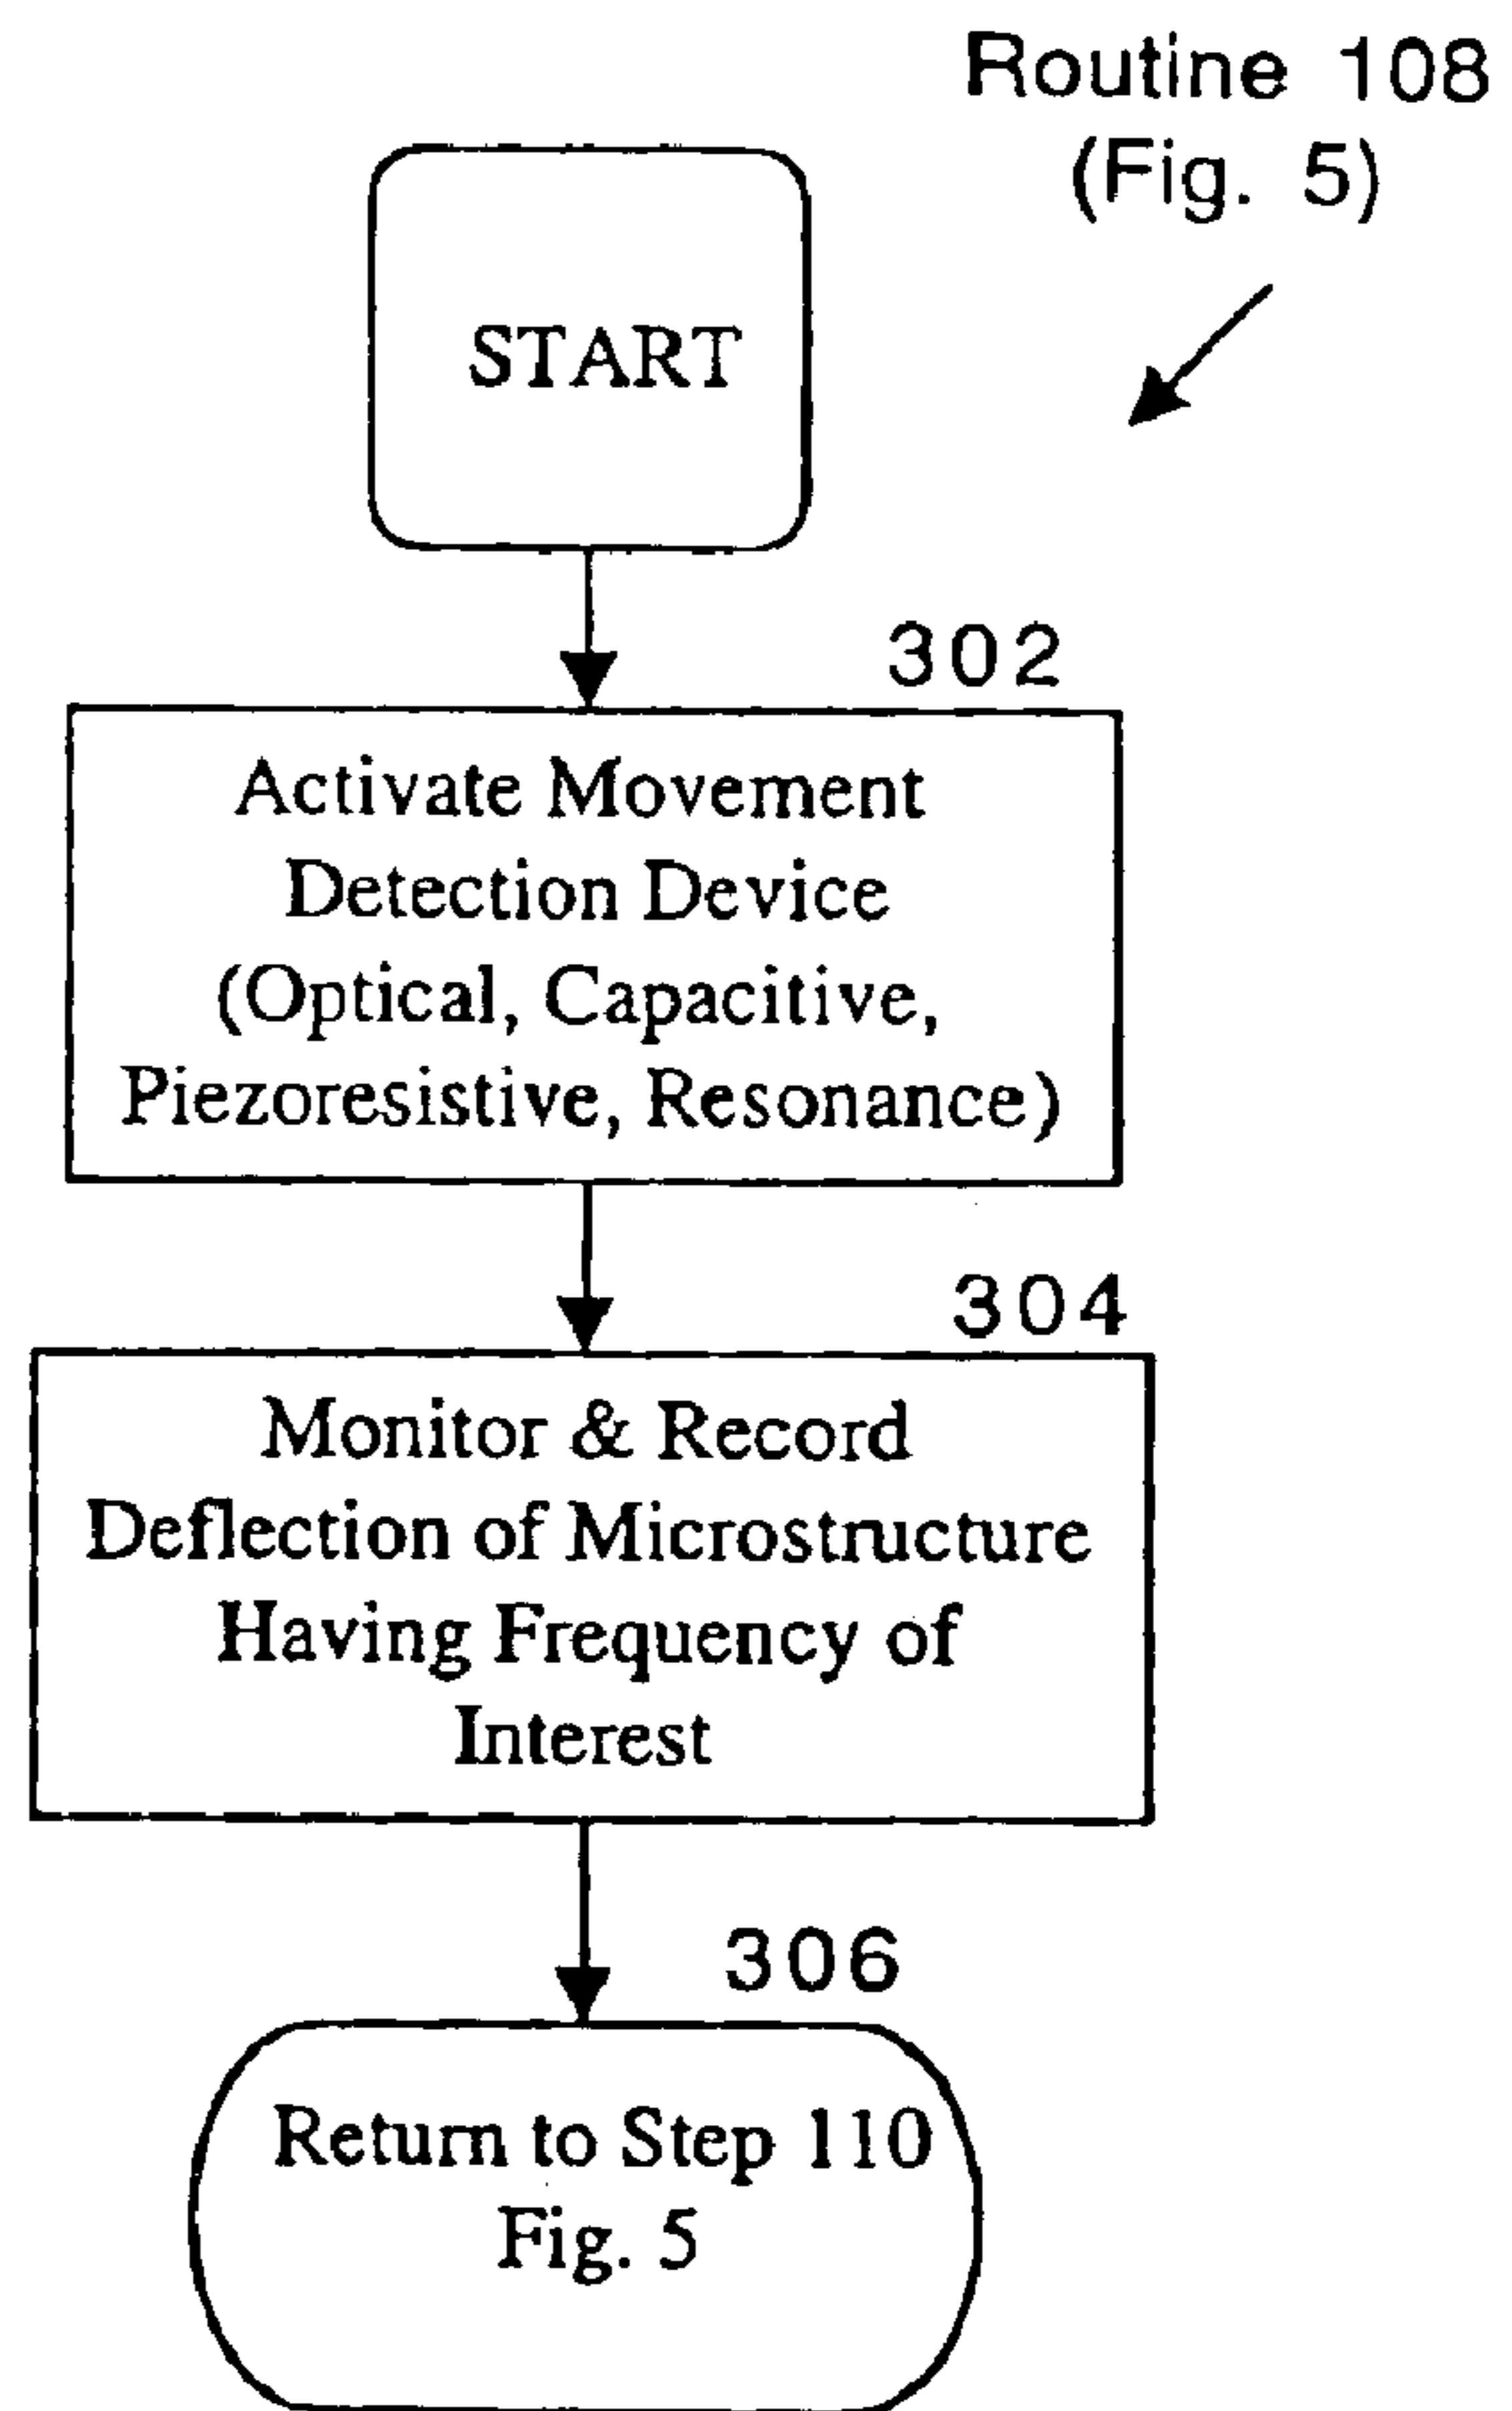 Routine 108
(Fig. 5)
START
302
Activate Movement
Detection Device
(Optical, Capacitive,
Piezoresistive, Resonance)
304
Monitor & Record
Deflection of Microstructure
Having Frequency of
Interest
306
Return to Step 110
Fig. 5